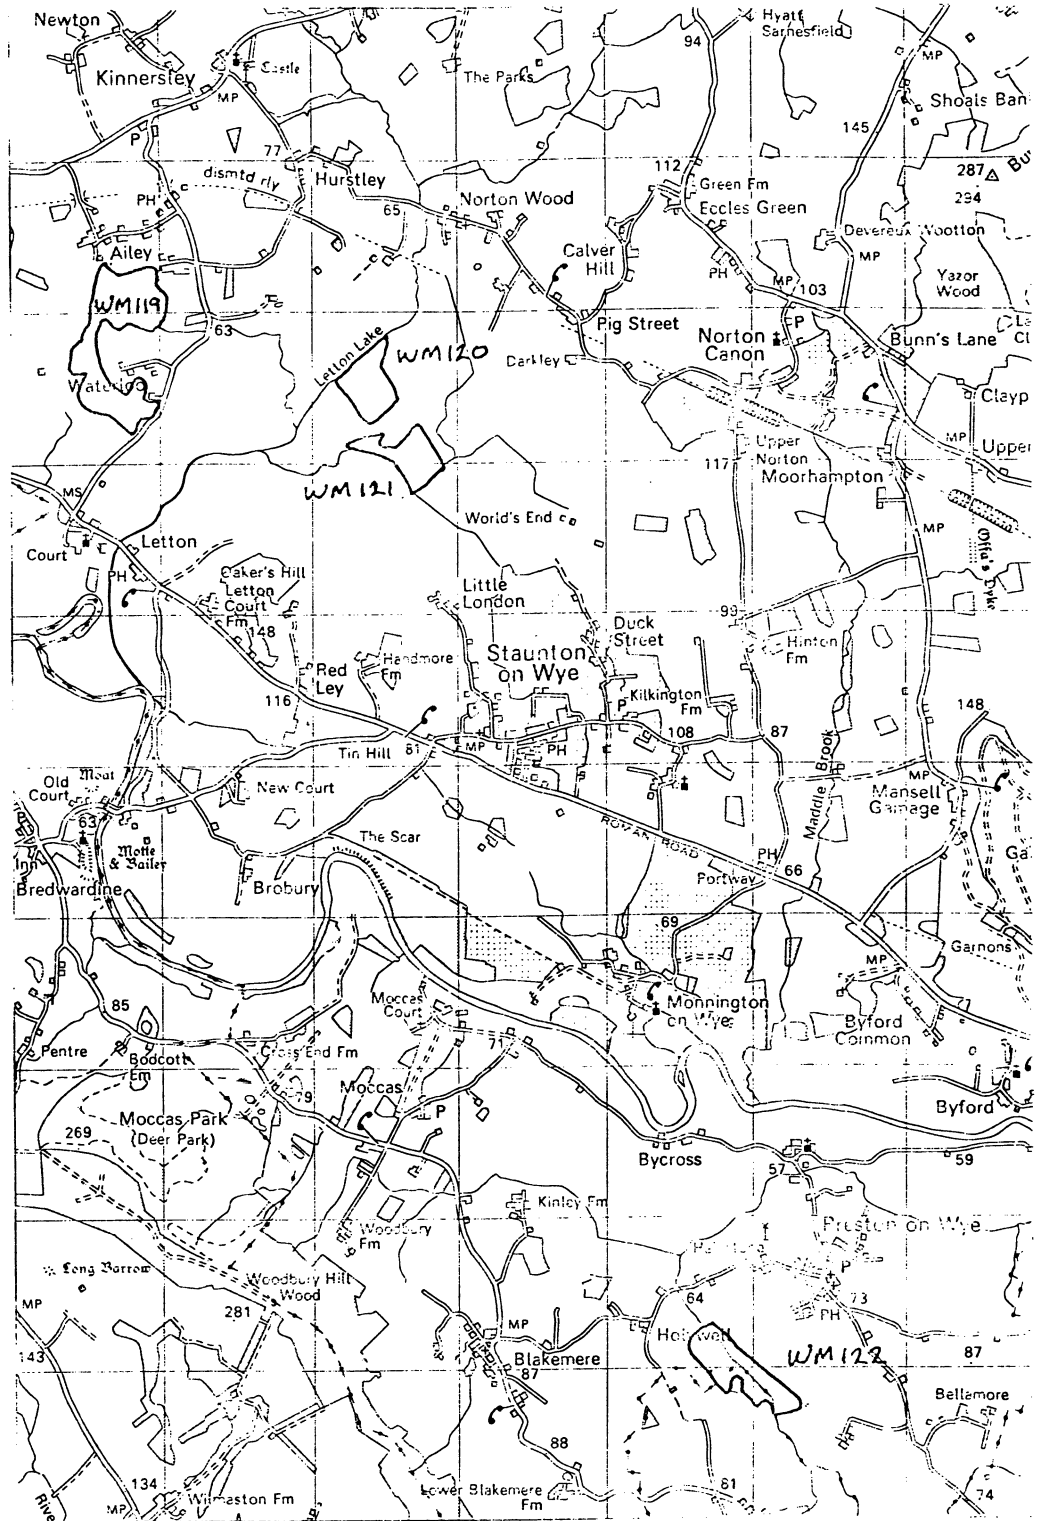 Newton
Hyatt
Sarnesfield
94
MP
Kinnersley
Castle
The Parks
MP
Shoals Ban
145
P
77
dismtd rly
Hurstley
112
Green Fm
287
294
PH
65
Norton Wood
Eccles Green
Devereux Wootton
Ailey
Calver
Hill
PH
MP
MP
103
Yazor
Wood
WM119
63
Pig Street
Norton
Canon
P
Bunn's Lane
Letton Lake
WM120
Darkley
Waterloo
Clayp
MP
Upper
Upper
Norton
117
Moorhampton
MS
WM121
World's End
MP
Court
Letton
Offa's Dyke
PH
Oaker's Hill
Letton
Court
Fm
148
Little
London
99
Duck
Street
Hinton
Fm
Staunton
on Wye
Red
Ley
Handmore
Fm
116
P
Kilkington
Fm
148
Tin Hill
81
MP
PH
108
87
Maddle Brook
MP
Mansell
Gamage
Old
Court
Moat
New Court
63
The Scar
ROMAN ROAD
Inn
Motte
& Bailey
PH
66
Portway
Ga
Bredwardine
Brobury
69
Garnons
MP
85
Moccas
Court
Monnington
on Wye
Byford
Common
Pentre
Bodcott
Fm
Cross End Fm
71
79
Moccas
P
Byford
Moccas Park
(Deer Park)
269
Bycross
57
59
Kinley Fm
Woodbury
Fm
Preston on Wye
Long Barrow
Woodbury Hill
Wood
P
MP
281
64
73
PH
MP
Holywell
143
Blakemere
WM122
87
87
Bellamore
88
134
Lower Blakemere
Fm
81
74
MP
Wilmaston Fm